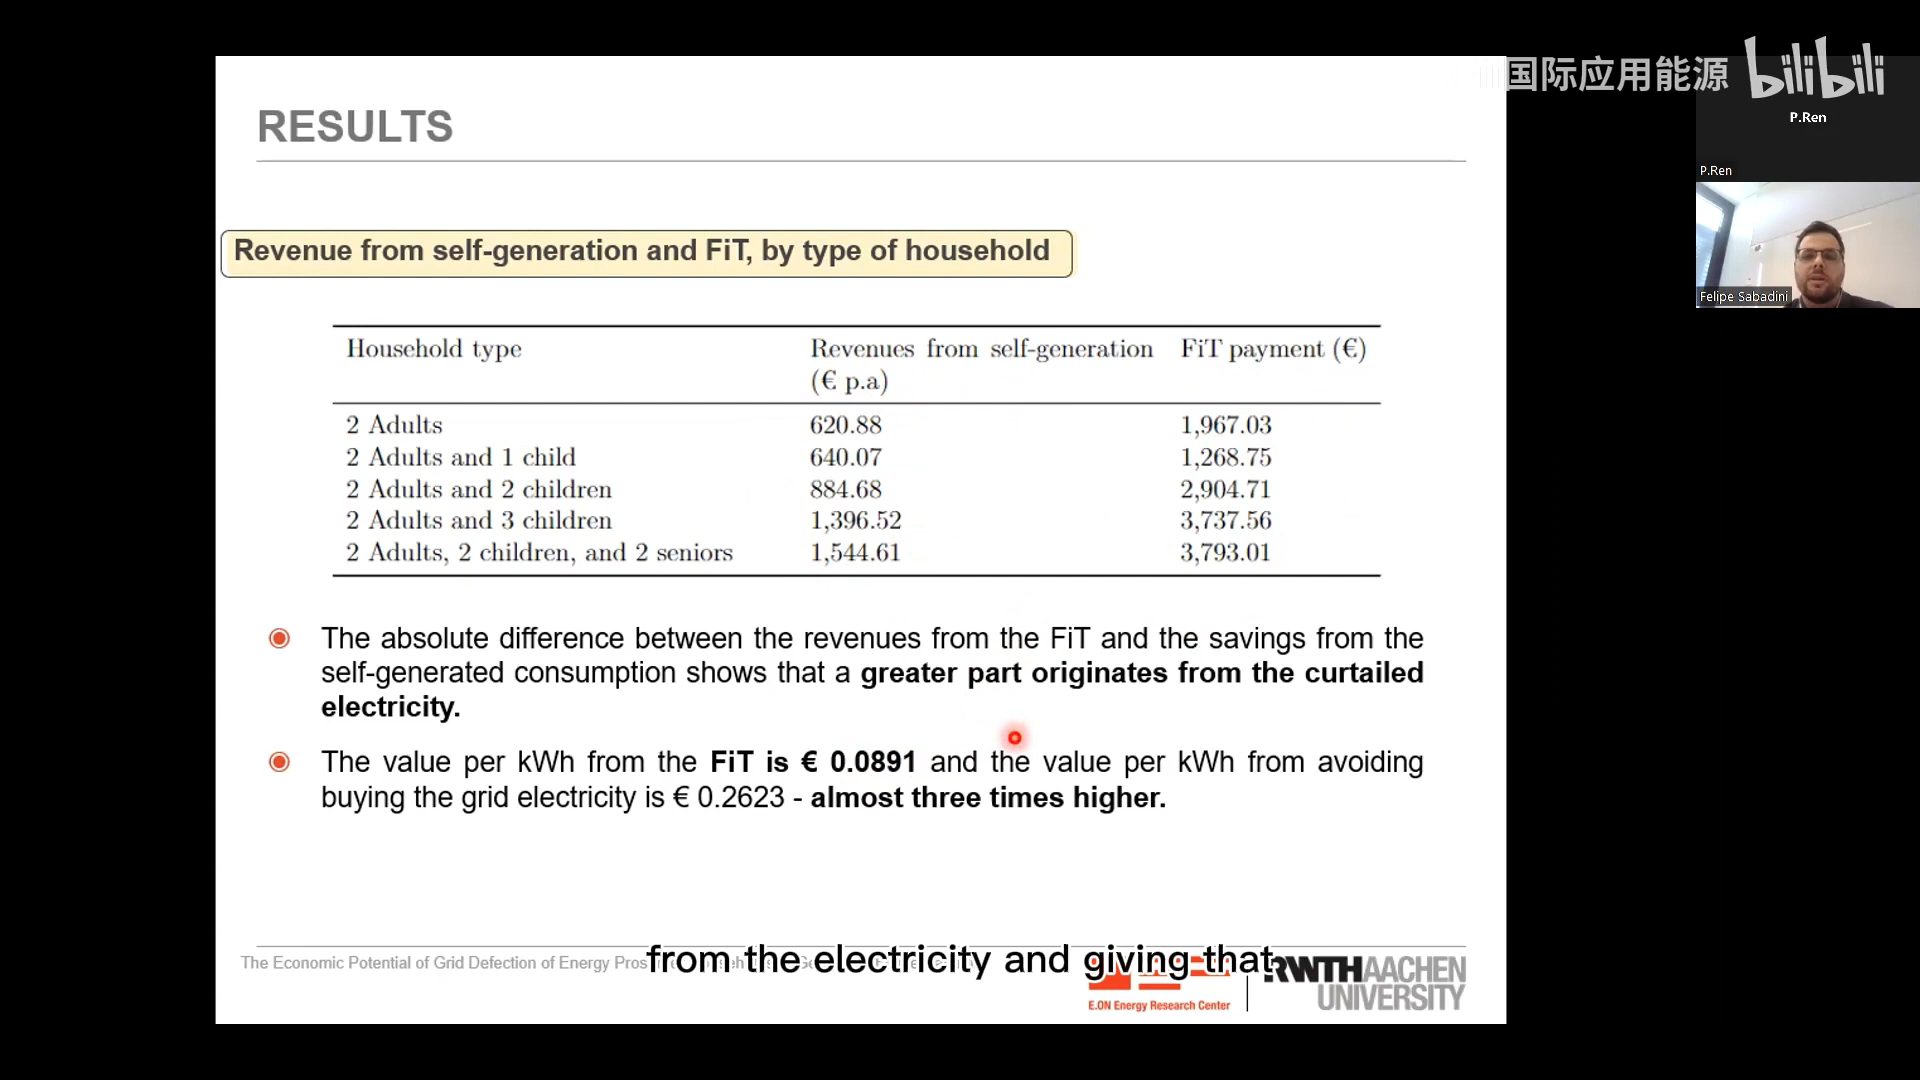 国际应用能源 bilibili
P.Ren
P.Ren
Felipe Sabadini
RESULTS
Revenue from self-generation and FiT, by type of household
Household type Revenues from self-generation (€ p.a) FiT payment (€)
2 Adults 620.88 1,967.03
2 Adults and 1 child 640.07 1,268.75
2 Adults and 2 children 884.68 2,904.71
2 Adults and 3 children 1,396.52 3,737.56
2 Adults, 2 children, and 2 seniors 1,544.61 3,793.01
The absolute difference between the revenues from the FiT and the savings from the
self-generated consumption shows that a greater part originates from the curtailed
electricity.
The value per kWh from the FiT is € 0.0891 and the value per kWh from avoiding
buying the grid electricity is € 0.2623 - almost three times higher.
The Economic Potential of Grid Defection of Energy
from the electricity and giving that
E.ON Energy Research Center
RWTH AACHEN
UNIVERSITY